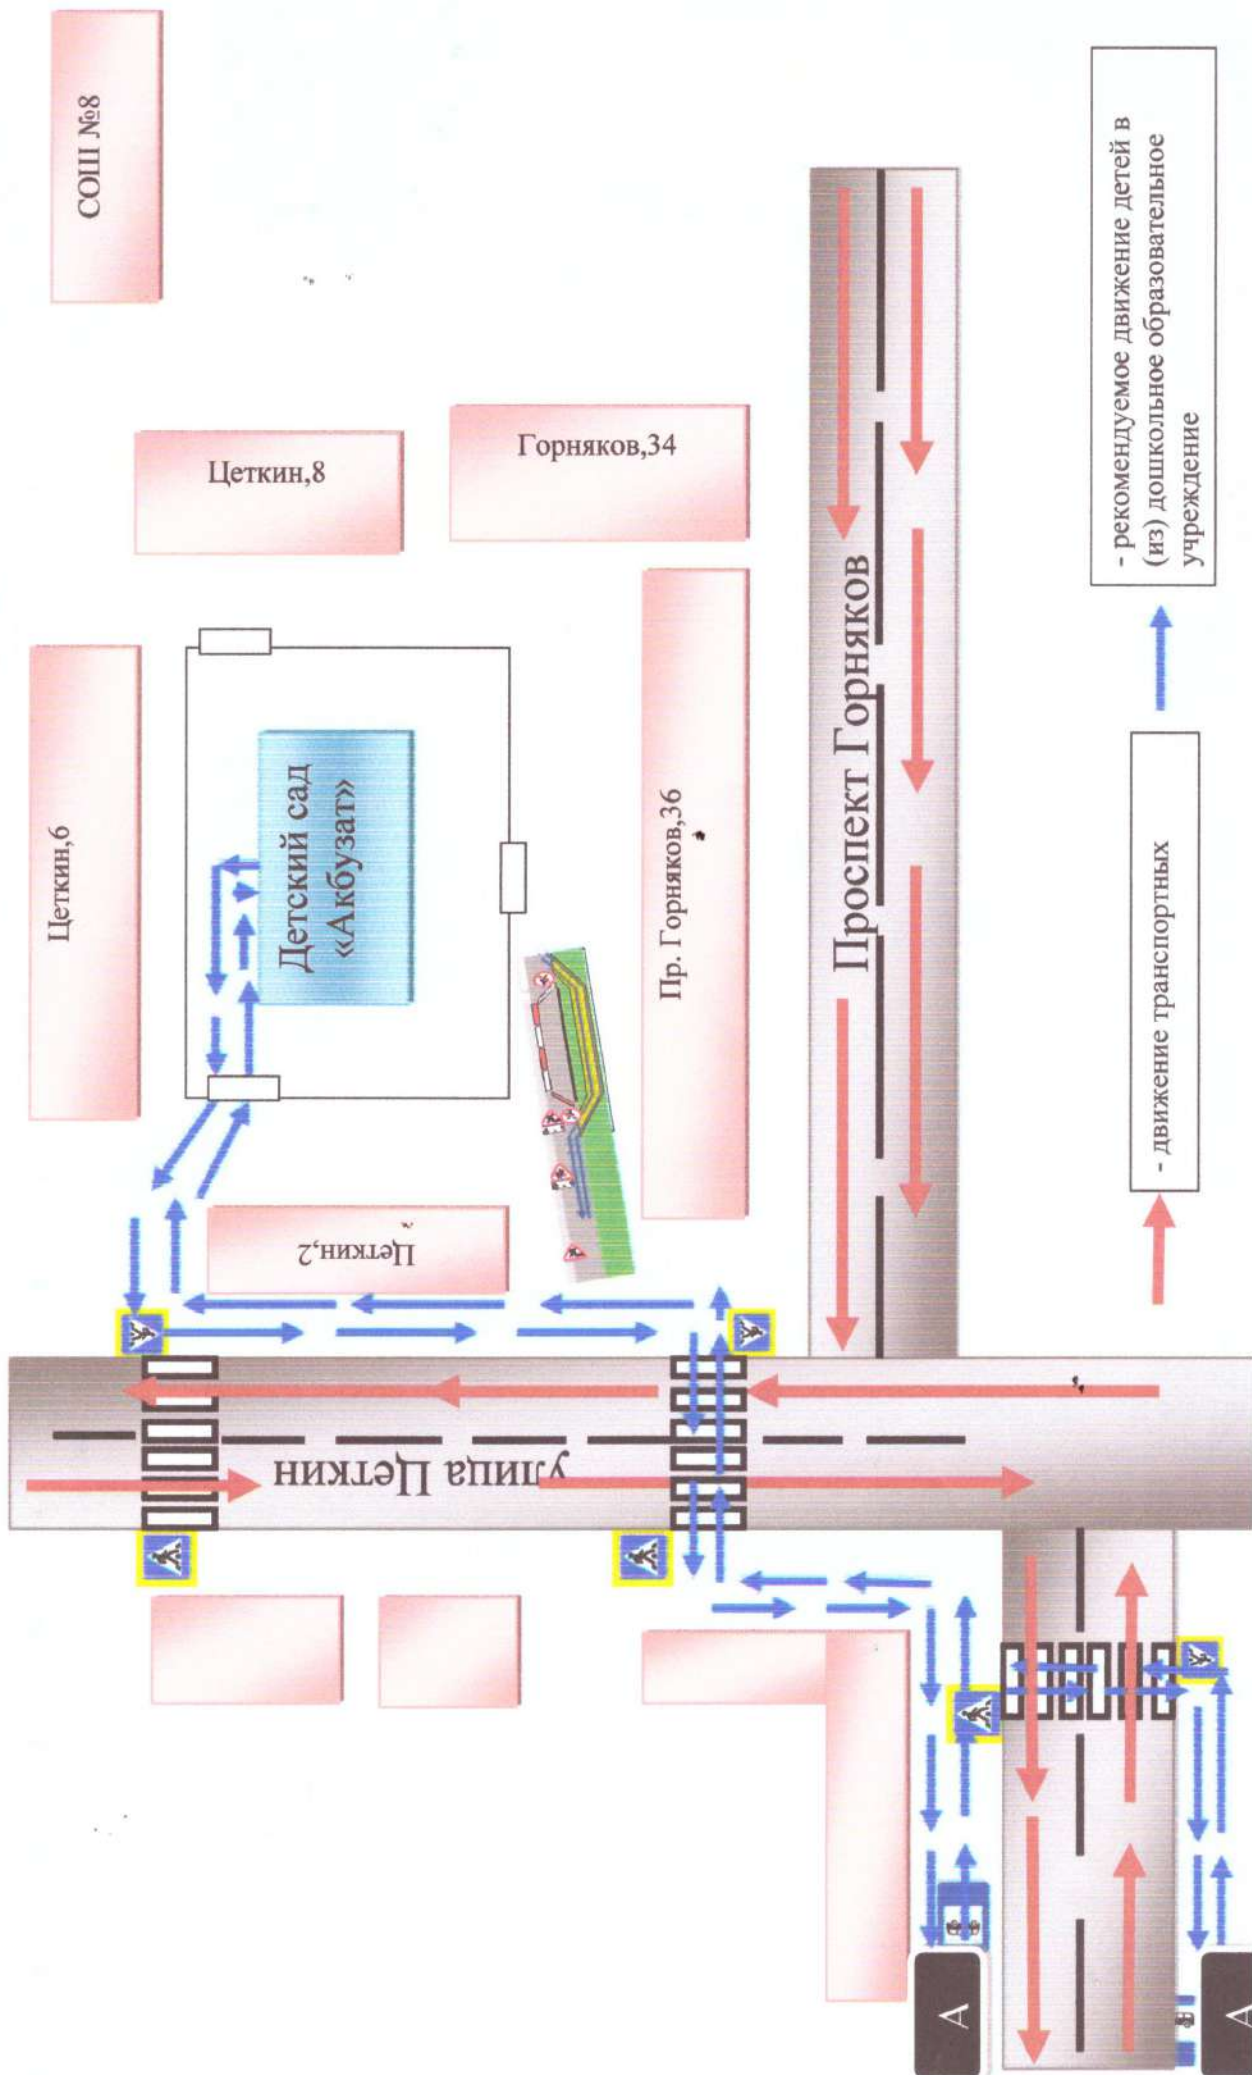 СОШ №8
Цеткин,6
Цеткин,8
Горняков,34
Детский сад
«Акбузат»
Цеткин,2
Пр. Горняков,36
Проспект Горняков
улица Цеткин
А
А
- движение транспортных
- рекомендуемое движение детей в
(из) дошкольное образовательное
учреждение